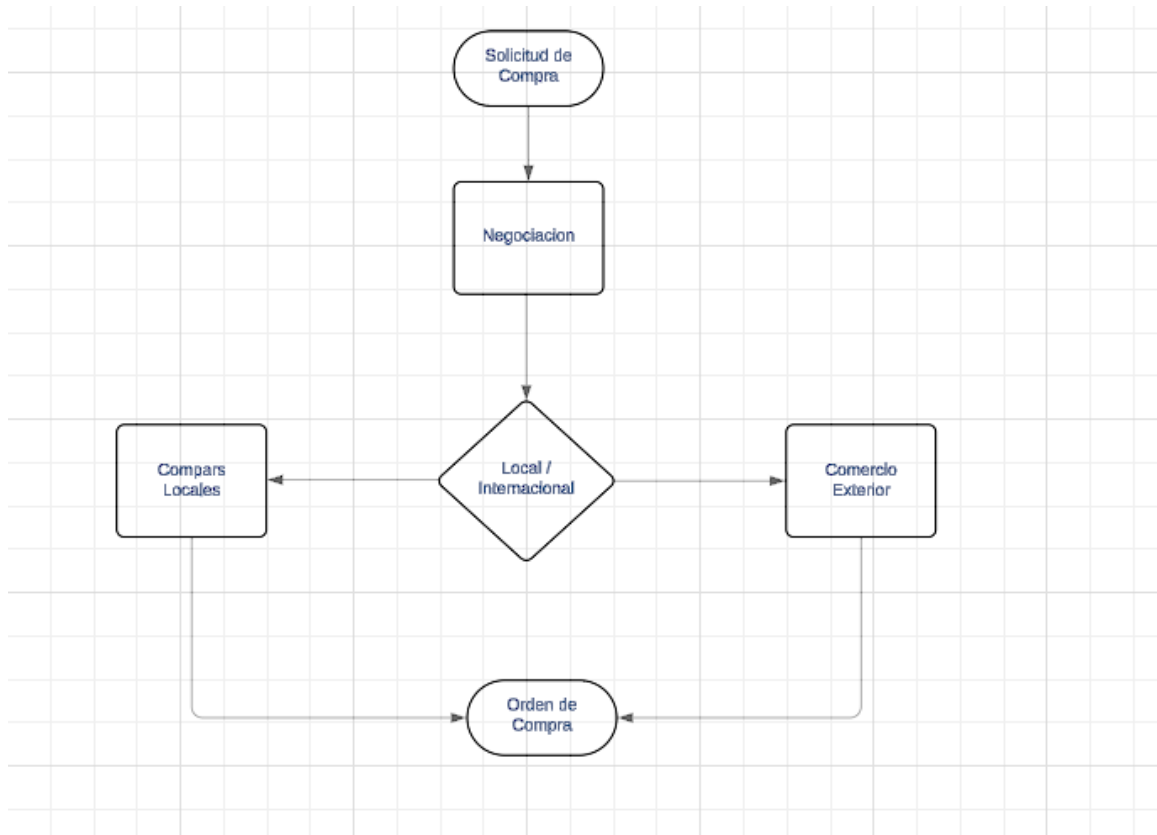 Solicitud de
Compra
Negociacion
Compars
Locales
Local /
Internacional
Comercio
Exterior
Orden de
Compra